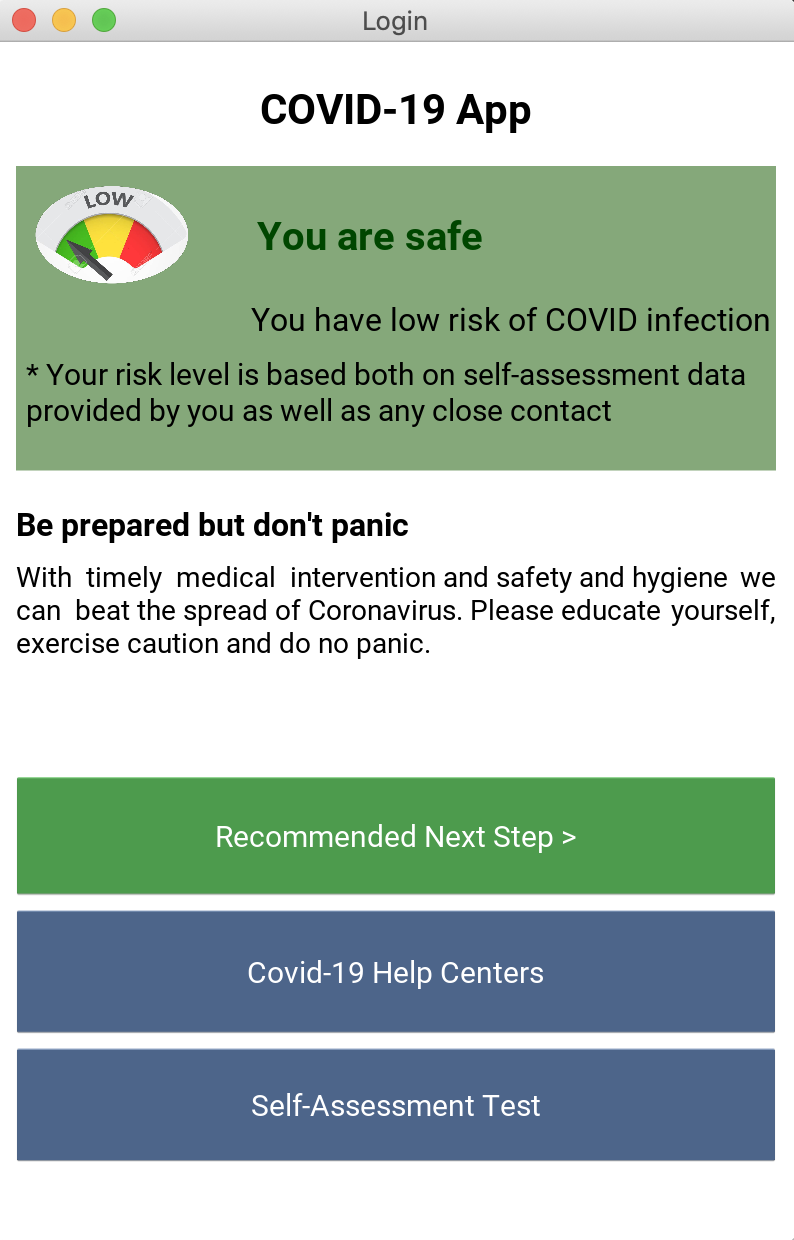 Login
COVID-19 App
LOW
You are safe
You have low risk of COVID infection
* Your risk level is based both on self-assessment data
provided by you as well as any close contact
Be prepared but don't panic
With timely medical intervention and safety and hygiene we
can beat the spread of Coronavirus. Please educate yourself,
exercise caution and do no panic.
Recommended Next Step >
Covid-19 Help Centers
Self-Assessment Test